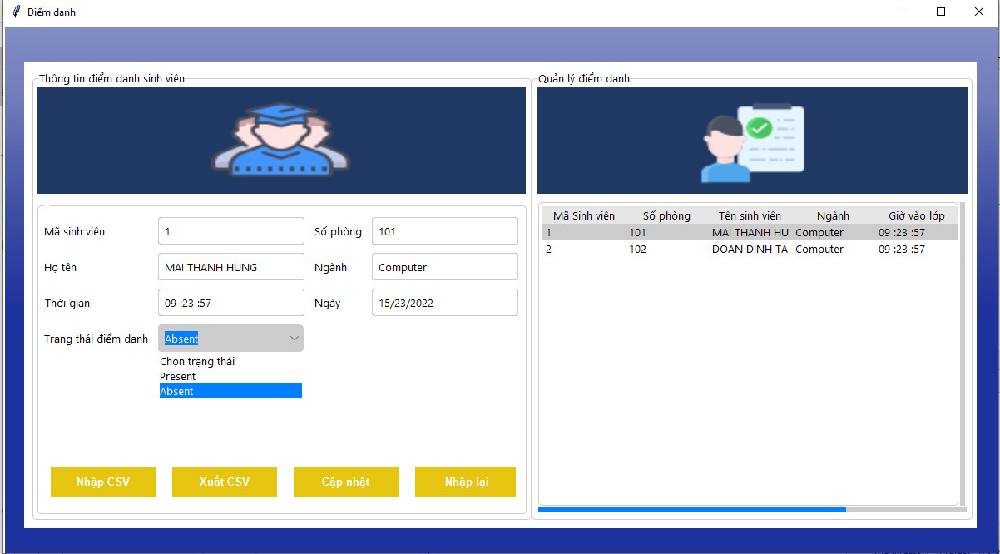 Điểm danh
Thông tin điểm danh sinh viên
Mã sinh viên 1 Số phòng 101
Họ tên MAI THANH HUNG Ngành Computer
Thời gian 09 :23 :57 Ngày 15/23/2022
Trạng thái điểm danh Absent
Chọn trạng thái
Present
Absent
Nhập CSV Xuất CSV Cập nhật Nhập lại
Quản lý điểm danh
Mã Sinh viên Số phòng Tên sinh viên Ngành Giờ vào lớp
1 101 MAI THANH HU Computer 09 :23 :57
2 102 DOAN DINH TA Computer 09 :23 :57